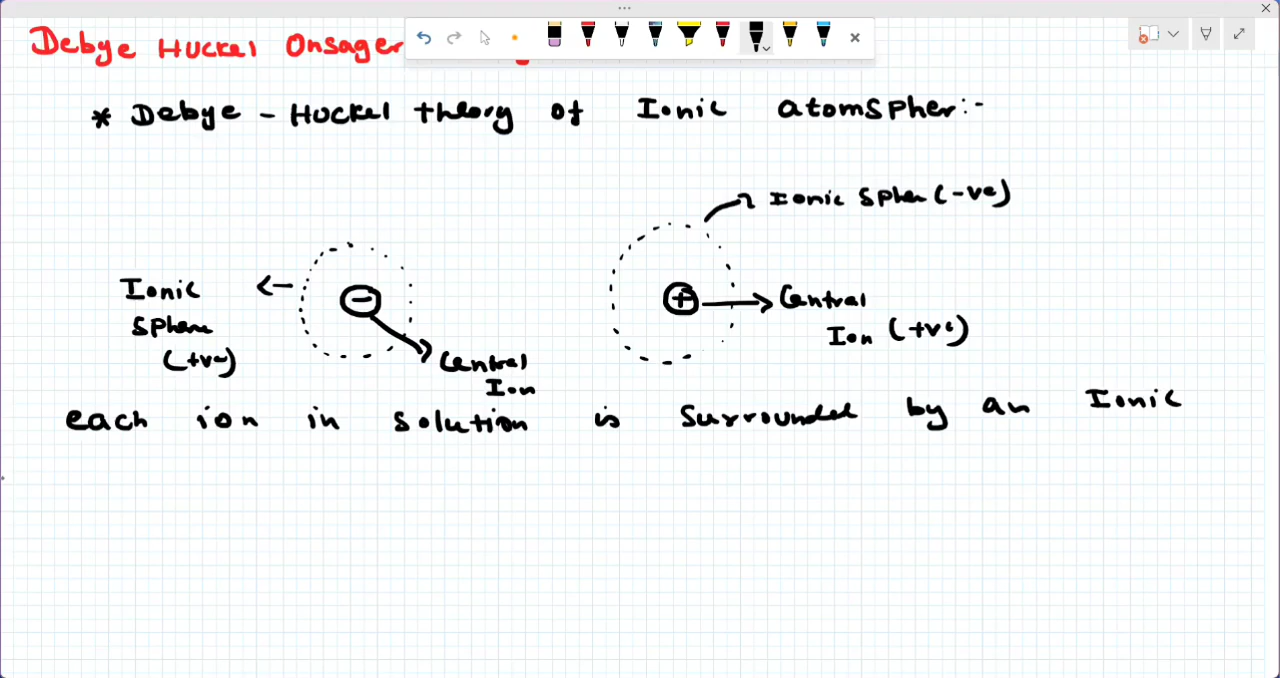 Debye Huckel Onsager
* Debye - Huckel theory of Ionic atomspher:-
Ionic spher (-ve)
Ionic
sphere
(+ve)
Central
Ion (+ve)
Central
Ion
each ion in solution is surrounded by an Ionic